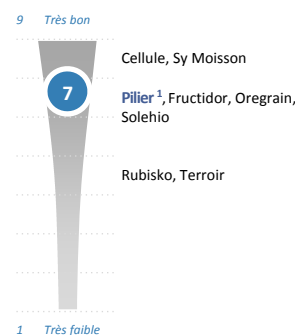 9 Très bon
Cellule, Sy Moisson
7
Pilier ¹, Fructidor, Oregrain,
Solehio
Rubisko, Terroir
1 Très faible